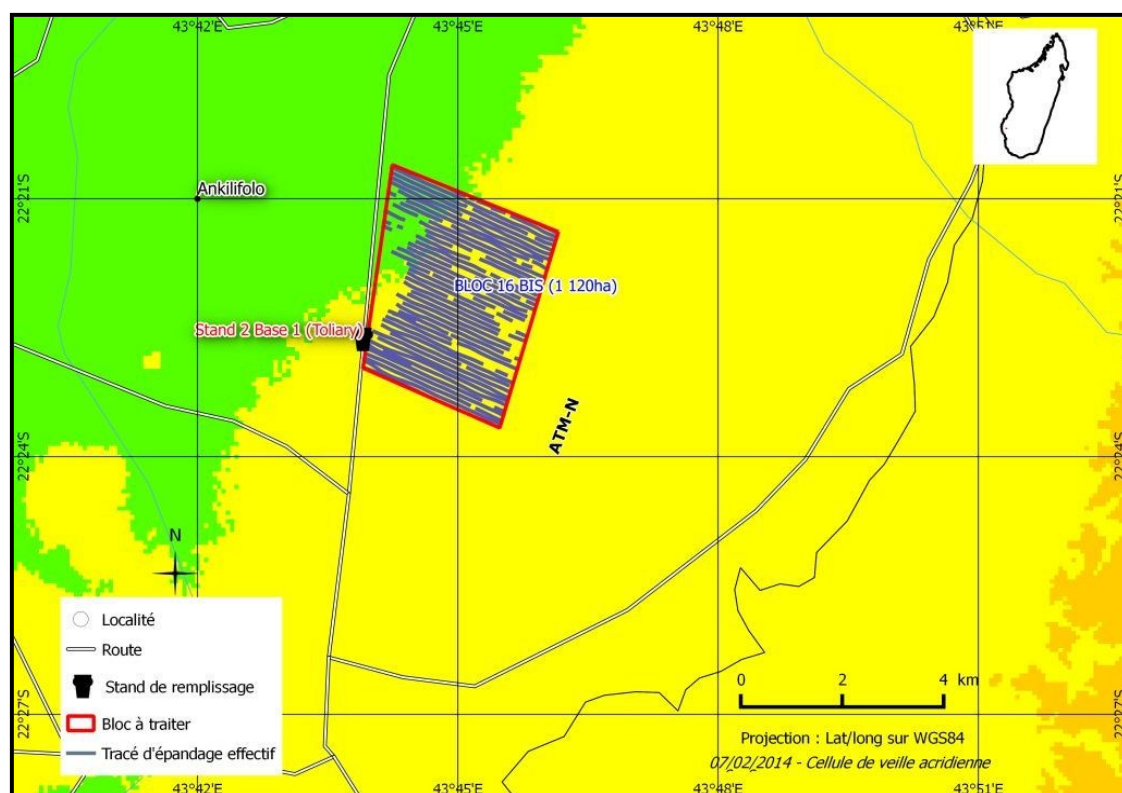 43°42'E 43°45'E 43°48'E 43°51'E
22°21'S 22°21'S
Ankilifolo
BLOC 16 BIS (1 120ha)
Stand 2 Base 1 (Toliary)
ATM-N
22°24'S 22°24'S
N
Localité
Route
Stand de remplissage
Bloc à traiter
Tracé d'épandage effectif
0 2 4 km
22°27'S 22°27'S
Projection : Lat/long sur WGS84
07/02/2014 - Cellule de veille acridienne
43°42'E 43°45'E 43°48'E 43°51'E